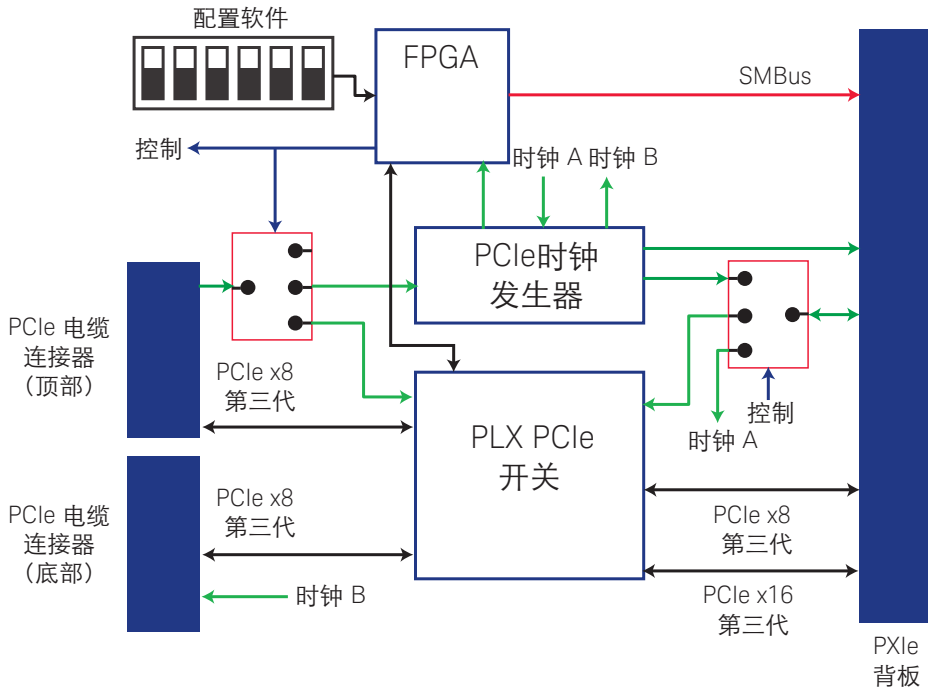 配置软件
FPGA
SMBus
控制
时钟 A 时钟 B
PCIe时钟
发生器
PCIe 电缆
连接器
（顶部）
PCIe x8
第三代
控制
时钟 A
PLX PCIe
开关
PCIe 电缆
连接器
（底部）
PCIe x8
第三代
时钟 B
PCIe x8
第三代
PCIe x16
第三代
PXIe
背板